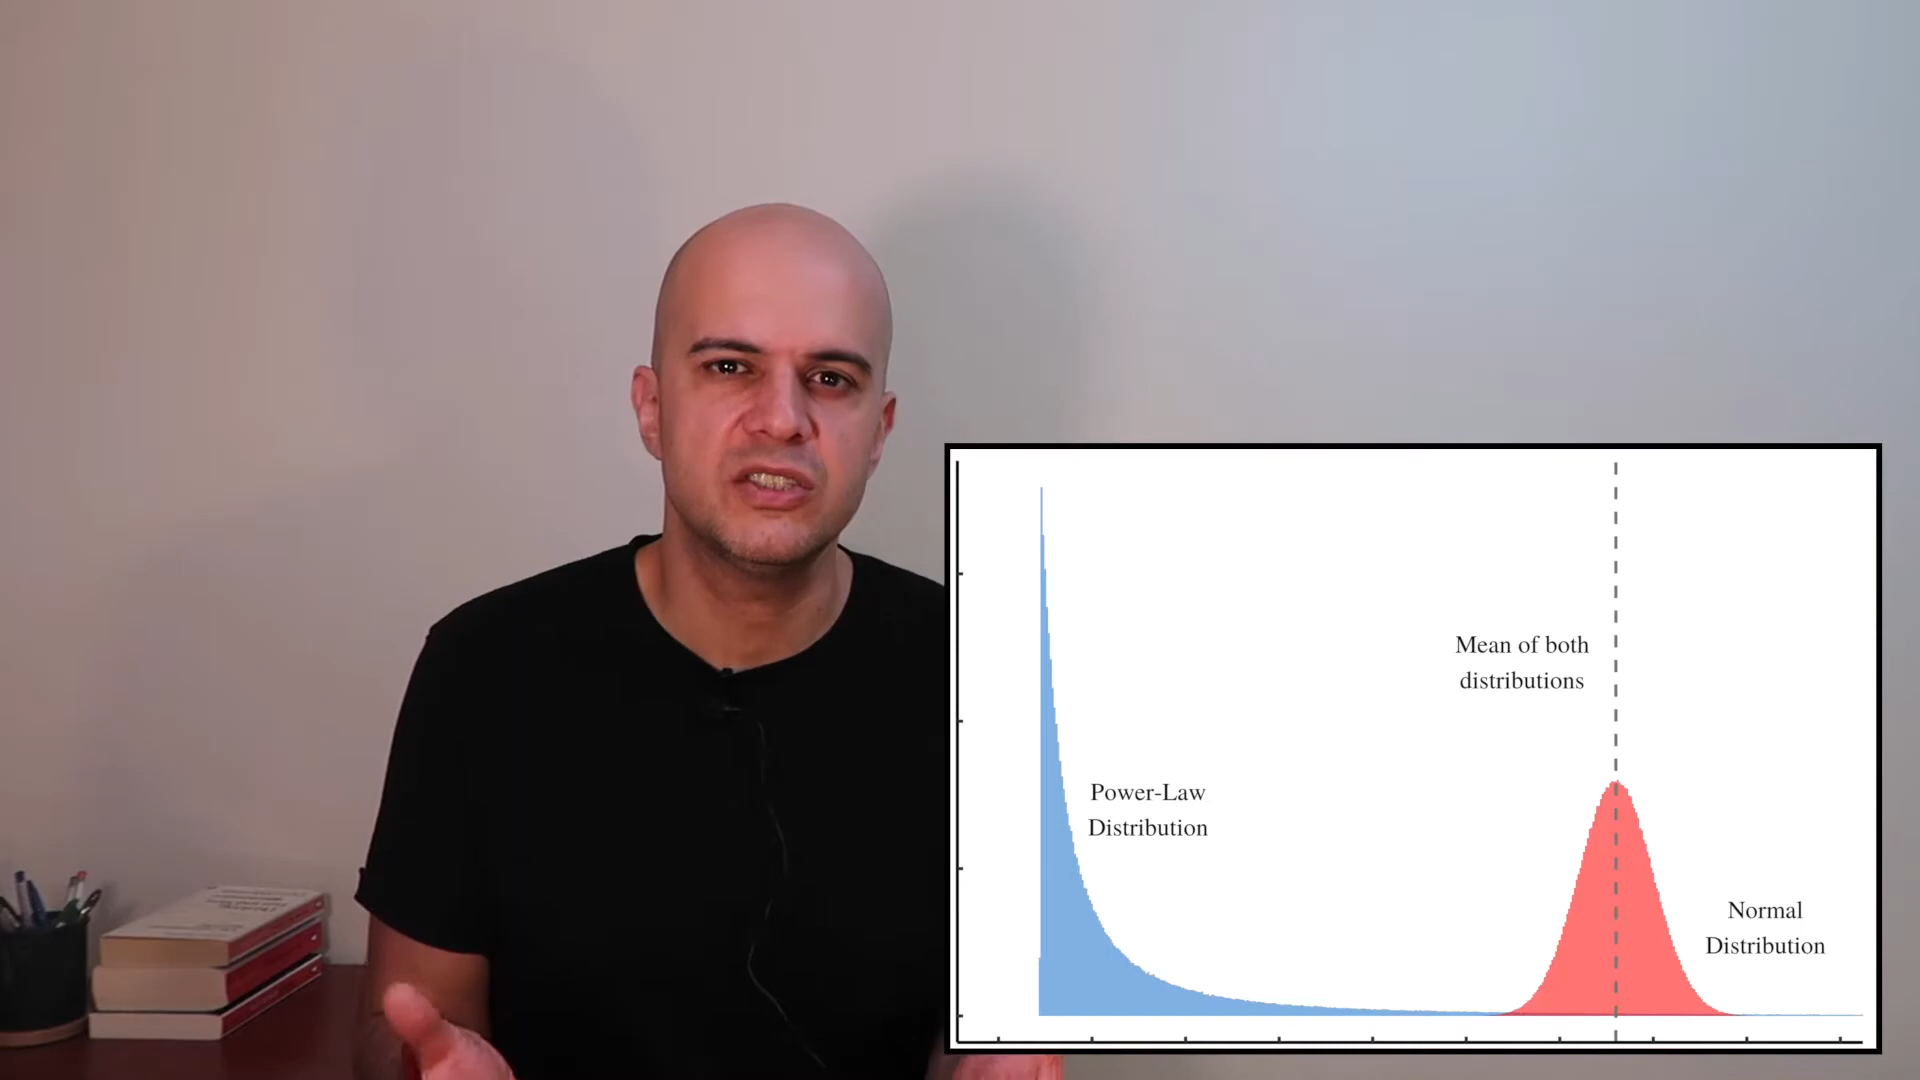 Mean of both
distributions
Power-Law
Distribution
Normal
Distribution